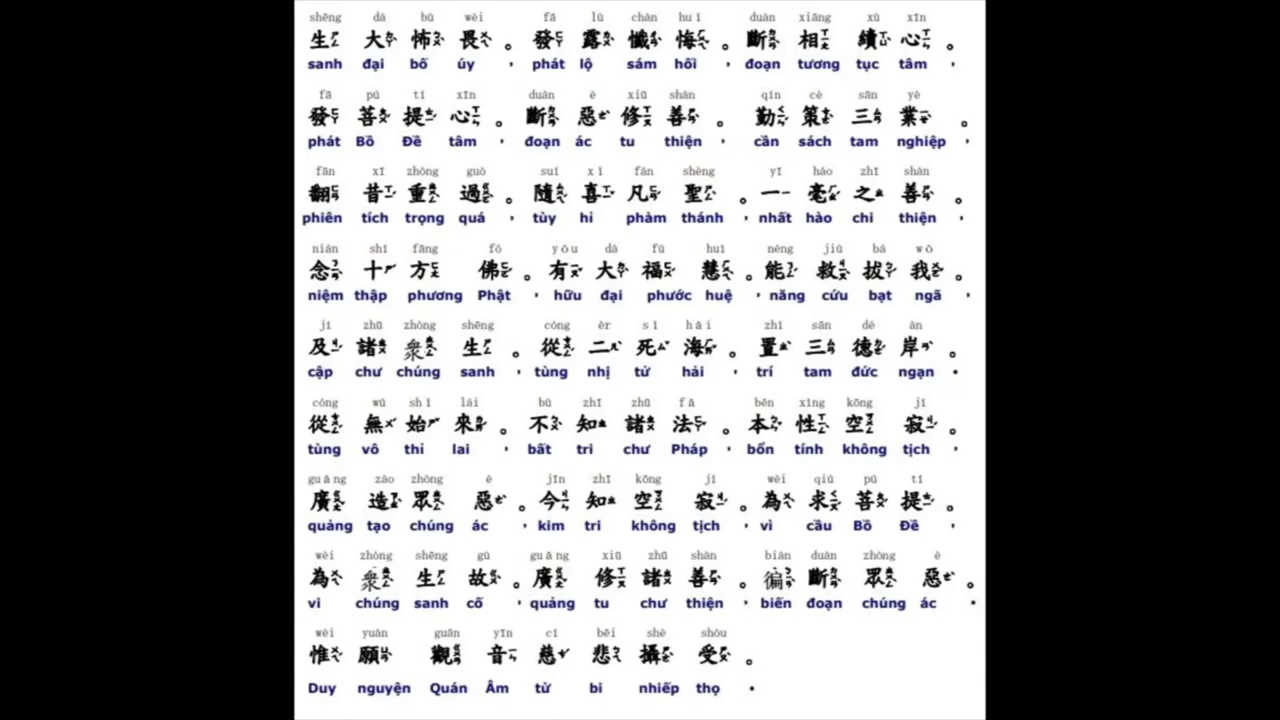 shēng dà bù wèi fā lù chàn huǐ duàn xiāng xù xīn
生 大 怖 畏 。 發 露 懺 悔 。 斷 相 續 心 。
sanh đại bố úy , phát lộ sám hối , đoạn tương tục tâm ,
fā pú tí xīn duàn è xiū shàn qín cè sān yè
發 菩 提 心 。 斷 惡 修 善 。 勤 策 三 業 。
phát Bồ Đề tâm , đoạn ác tu thiện , cần sách tam nghiệp ,
fān xī zhòng guò suí xǐ fán shèng yī háo zhī shàn
翻 昔 重 過 。 隨 喜 凡 聖 。 一 毫 之 善 。
phiên tích trọng quá , tùy hỉ phàm thánh , nhất hào chi thiện ,
niàn shí fāng fó yǒu dà fú huì néng jiù bá wǒ
念 十 方 佛 。 有 大 福 慧 。 能 救 拔 我 。
niệm thập phương Phật , hữu đại phước huệ , năng cứu bạt ngã ,
jí zhū zhòng shēng cóng èr sǐ hǎi zhì sān dé àn
及 諸 衆 生 。 從 二 死 海 。 置 三 德 岸 。
cập chư chúng sanh , tùng nhị tử hải , trí tam đức ngạn •
cóng wú shǐ lái bù zhī zhū fǎ běn xìng kōng jí
從 無 始 來 。 不 知 諸 法 。 本 性 空 寂 。
tùng vô thỉ lai , bất tri chư Pháp , bổn tính không tịch ,
guǎng zào zhòng è jīn zhī kōng jí wèi qiú pú tí
廣 造 眾 惡 。 今 知 空 寂 。 為 求 菩 提 。
quảng tạo chúng ác , kim tri không tịch , vì cầu Bồ Đề ,
wèi zhòng shēng gù guǎng xiū zhū shàn biàn duàn zhòng è
為 衆 生 故 。 廣 修 諸 善 。 徧 斷 眾 惡 。
vì chúng sanh cố , quảng tu chư thiện , biến đoạn chúng ác •
wéi yuàn guān yīn cí bēi shè shòu
惟 願 觀 音 慈 悲 攝 受 。
Duy nguyện Quán Âm từ bi nhiếp thọ •